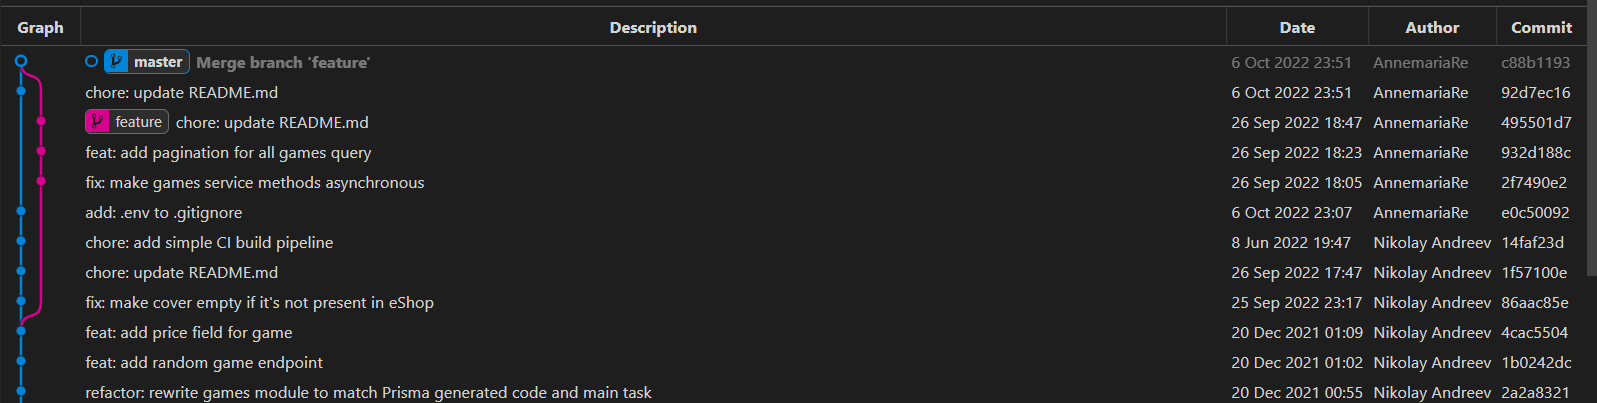 Graph Description Date Author Commit
master Merge branch 'feature' 6 Oct 2022 23:51 AnnemariaRe c88b1193
chore: update README.md 6 Oct 2022 23:51 AnnemariaRe 92d7ec16
feature chore: update README.md 26 Sep 2022 18:47 AnnemariaRe 495501d7
feat: add pagination for all games query 26 Sep 2022 18:23 AnnemariaRe 932d188c
fix: make games service methods asynchronous 26 Sep 2022 18:05 AnnemariaRe 2f7490e2
add: .env to .gitignore 6 Oct 2022 23:07 AnnemariaRe e0c50092
chore: add simple CI build pipeline 8 Jun 2022 19:47 Nikolay Andreev 14faf23d
chore: update README.md 26 Sep 2022 17:47 Nikolay Andreev 1f57100e
fix: make cover empty if it's not present in eShop 25 Sep 2022 23:17 Nikolay Andreev 86aac85e
feat: add price field for game 20 Dec 2021 01:09 Nikolay Andreev 4cac5504
feat: add random game endpoint 20 Dec 2021 01:02 Nikolay Andreev 1b0242dc
refactor: rewrite games module to match Prisma generated code and main task 20 Dec 2021 00:55 Nikolay Andreev 2a2a8321